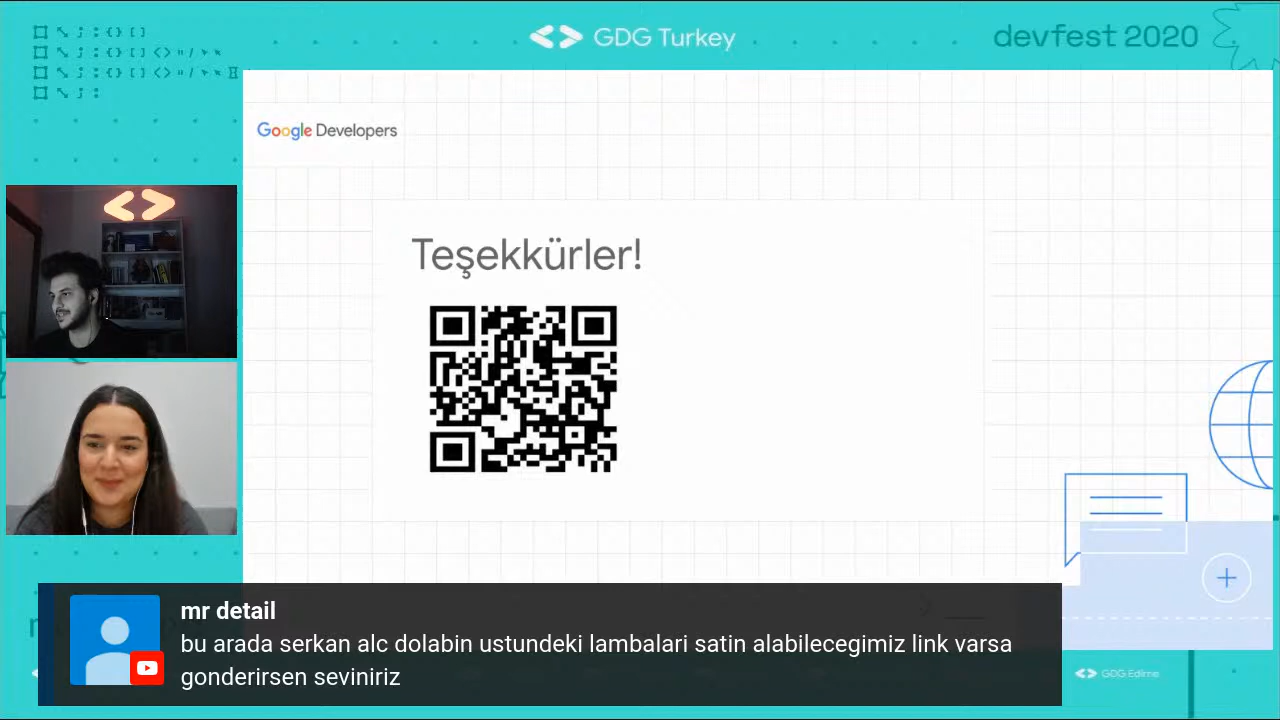 GDG Turkey
devfest 2020
Google Developers
Teşekkürler!
mr detail
bu arada serkan alc dolabin ustundeki lambalari satin alabilecegimiz link varsa
gonderirsen seviniriz
GDG Edirne